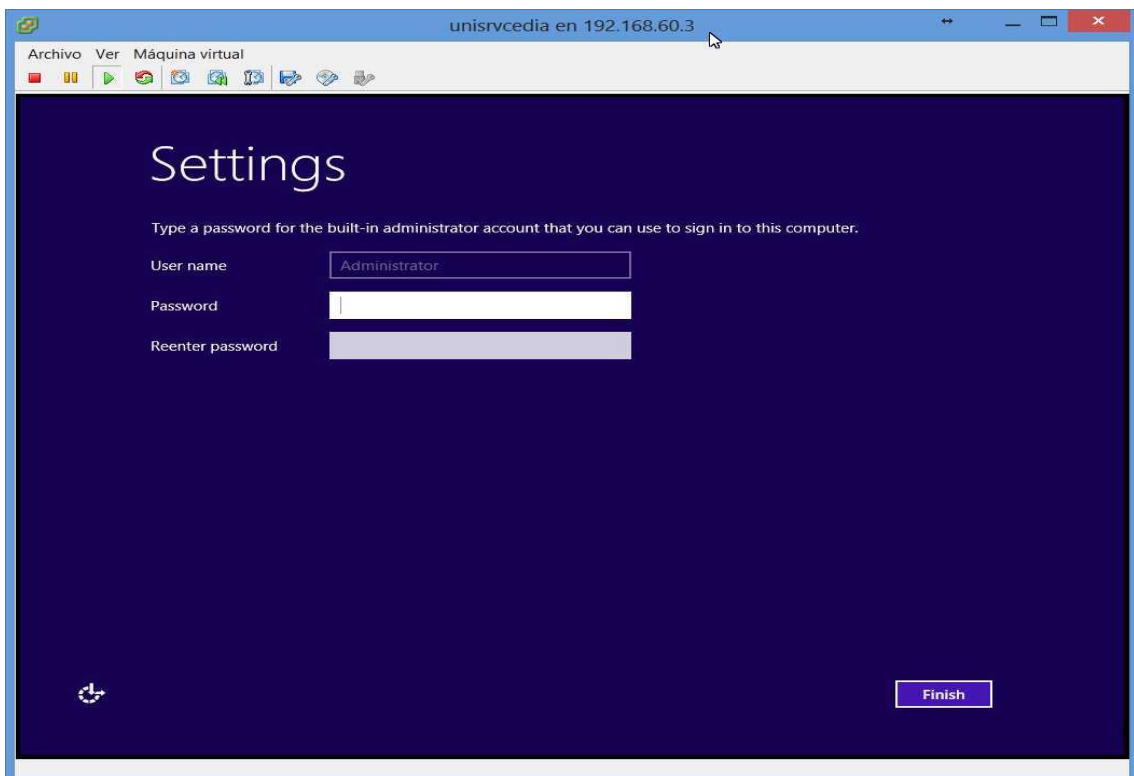 unisrvcedia en 192.168.60.3
Archivo Ver Máquina virtual
Settings
Type a password for the built-in administrator account that you can use to sign in to this computer.
User name
Administrator
Password
Reenter password
Finish